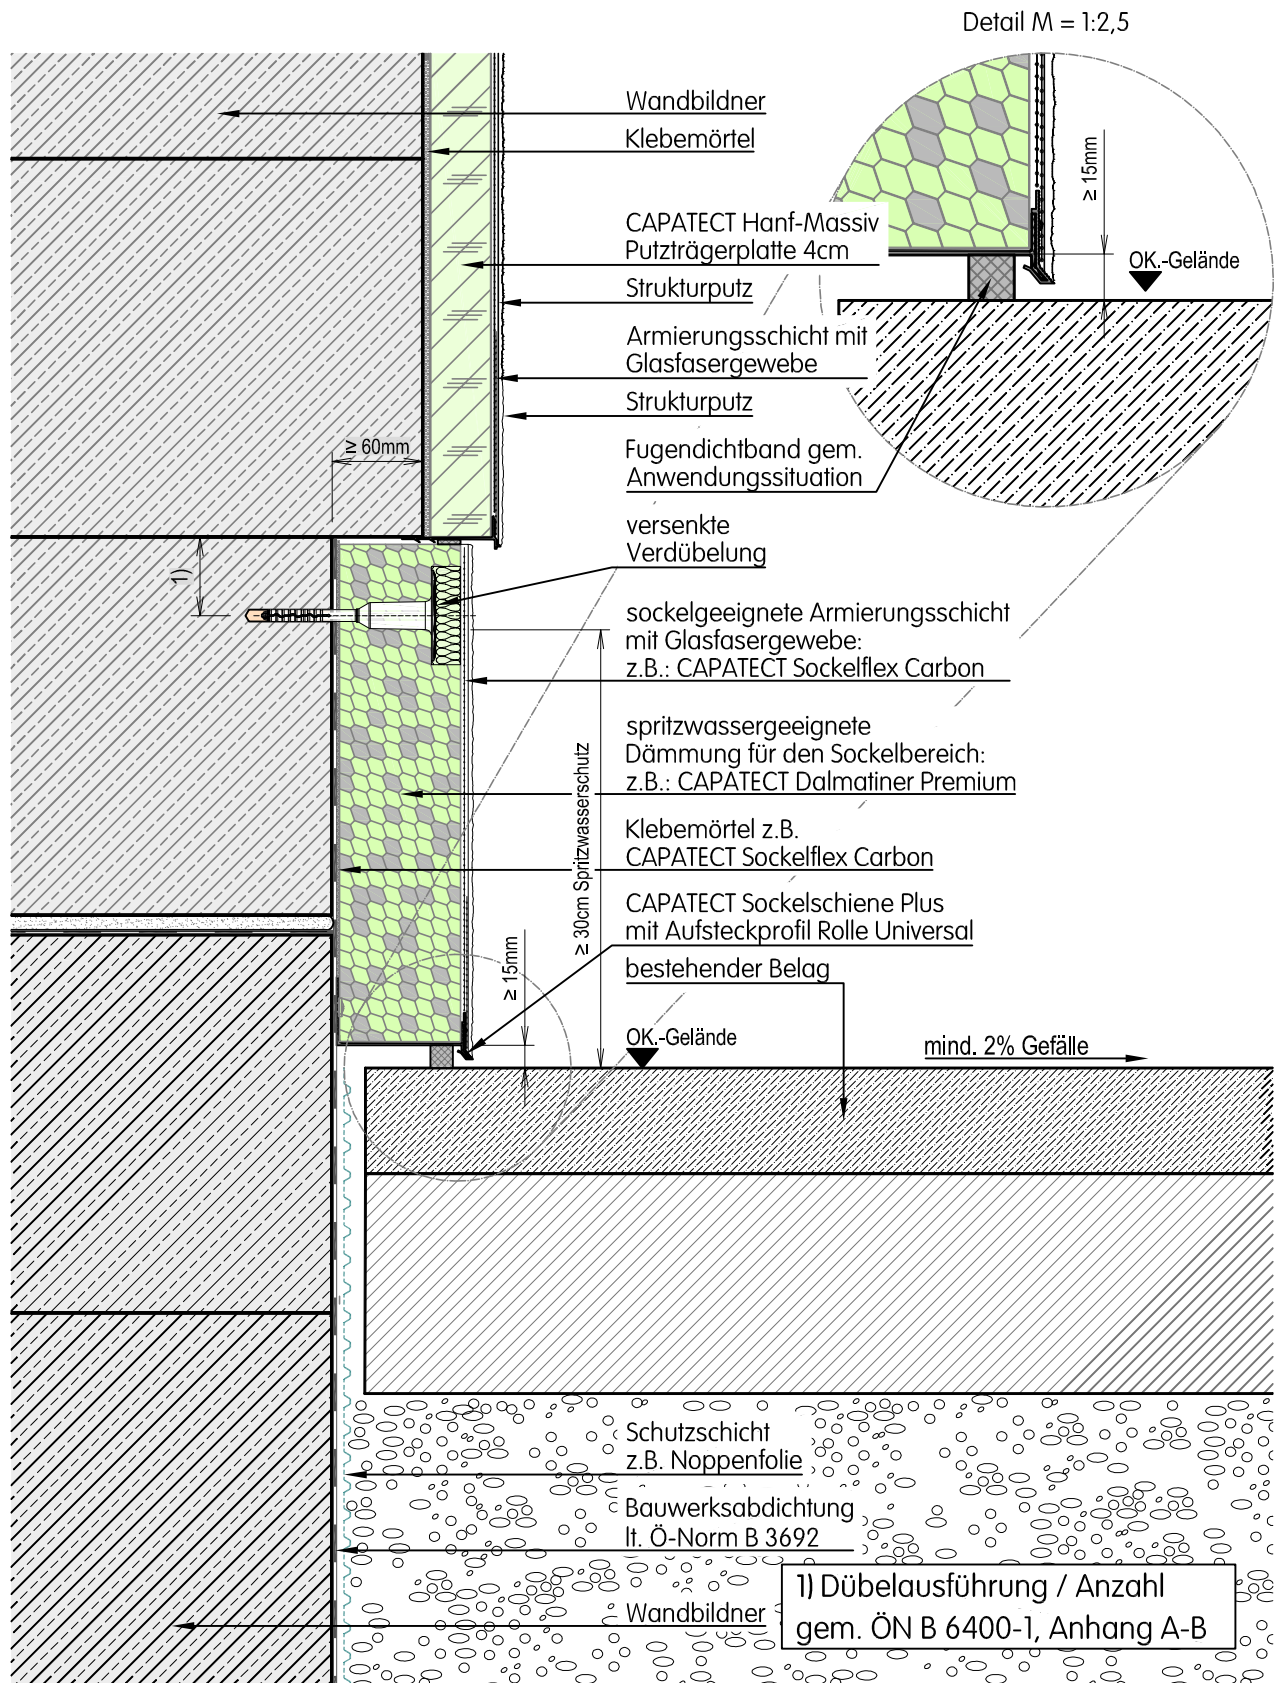 Detail M = 1:2,5
Wandbildner
Klebemörtel
≥ 15mm
CAPATECT Hanf-Massiv
Putzträgerplatte 4cm
OK.-Gelände
Strukturputz
Armierungsschicht mit
Glasfasergewebe
Strukturputz
≥ 60mm
Fugendichtband gem.
Anwendungssituation
versenkte
Verdübelung
1)
sockelgeeignete Armierungsschicht
mit Glasfasergewebe:
z.B.: CAPATECT Sockelflex Carbon
spritzwassergeeignete
Dämmung für den Sockelbereich:
z.B.: CAPATECT Dalmatiner Premium
≥ 30cm Spritzwasserschutz
Klebemörtel z.B.
CAPATECT Sockelflex Carbon
CAPATECT Sockelschiene Plus
mit Aufsteckprofil Rolle Universal
≥ 15mm
bestehender Belag
OK.-Gelände
mind. 2% Gefälle
Schutzschicht
z.B. Noppenfolie
Bauwerksabdichtung
lt. Ö-Norm B 3692
Wandbildner
1) Dübelausführung / Anzahl
gem. ÖN B 6400-1, Anhang A-B